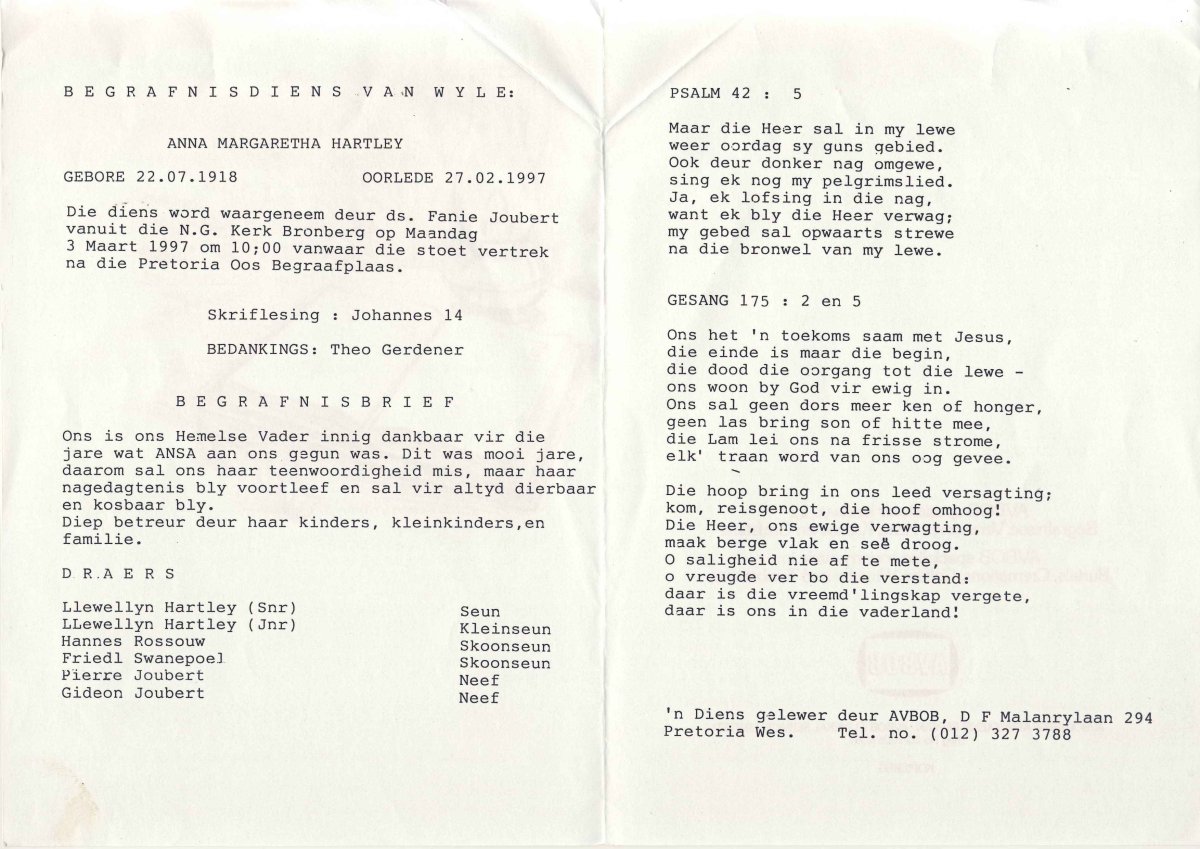 BEGRAFNISDIENS VAN WYLE:
ANNA MARGARETHA HARTLEY
GEBORE 22.07.1918 OORLEDE 27.02.1997
Die diens word waargeneem deur ds. Fanie Joubert
vanuit die N.G. Kerk Bronberg op Maandag
3 Maart 1997 om 10;00 vanwaar die stoet vertrek
na die Pretoria Oos Begraafplaas.
Skriflesing : Johannes 14
BEDANKINGS: Theo Gerdener
BEGRAFNISBRIEF
Ons is ons Hemelse Vader innig dankbaar vir die
jare wat ANSA aan ons gegun was. Dit was mooi jare,
daarom sal ons haar teenwoordigheid mis, maar haar
nagedagtenis bly voortleef en sal vir altyd dierbaar
en kosbaar bly.
Diep betreur deur haar kinders, kleinkinders,en
familie.
DRAERS
Llewellyn Hartley (Snr) Seun
LLewellyn Hartley (Jnr) Kleinseun
Hannes Rossouw Skoonseun
Friedl Swanepoel Skoonseun
Pierre Joubert Neef
Gideon Joubert Neef
PSALM 42 : 5
Maar die Heer sal in my lewe
weer oordag sy guns gebied.
Ook deur donker nag omgewe,
sing ek nog my pelgrimslied.
Ja, ek lofsing in die nag,
want ek bly die Heer verwag;
my gebed sal opwaarts strewe
na die bronwel van my lewe.
GESANG 175 : 2 en 5
Ons het 'n toekoms saam met Jesus,
die einde is maar die begin,
die dood die oorgang tot die lewe -
ons woon by God vir ewig in.
Ons sal geen dors meer ken of honger,
geen las bring son of hitte mee,
die Lam lei ons na frisse strome,
elk' traan word van ons oog gevee.
Die hoop bring in ons leed versagting;
kom, reisgenoot, die hoof omhoog!
Die Heer, ons ewige verwagting,
maak berge vlak en seë droog.
O saligheid nie af te mete,
o vreugde ver bo die verstand:
daar is die vreemd'lingskap vergete,
daar is ons in die vaderland!
'n Diens gelewer deur AVBOB, D F Malanrylaan 294
Pretoria Wes. Tel. no. (012) 327 3788